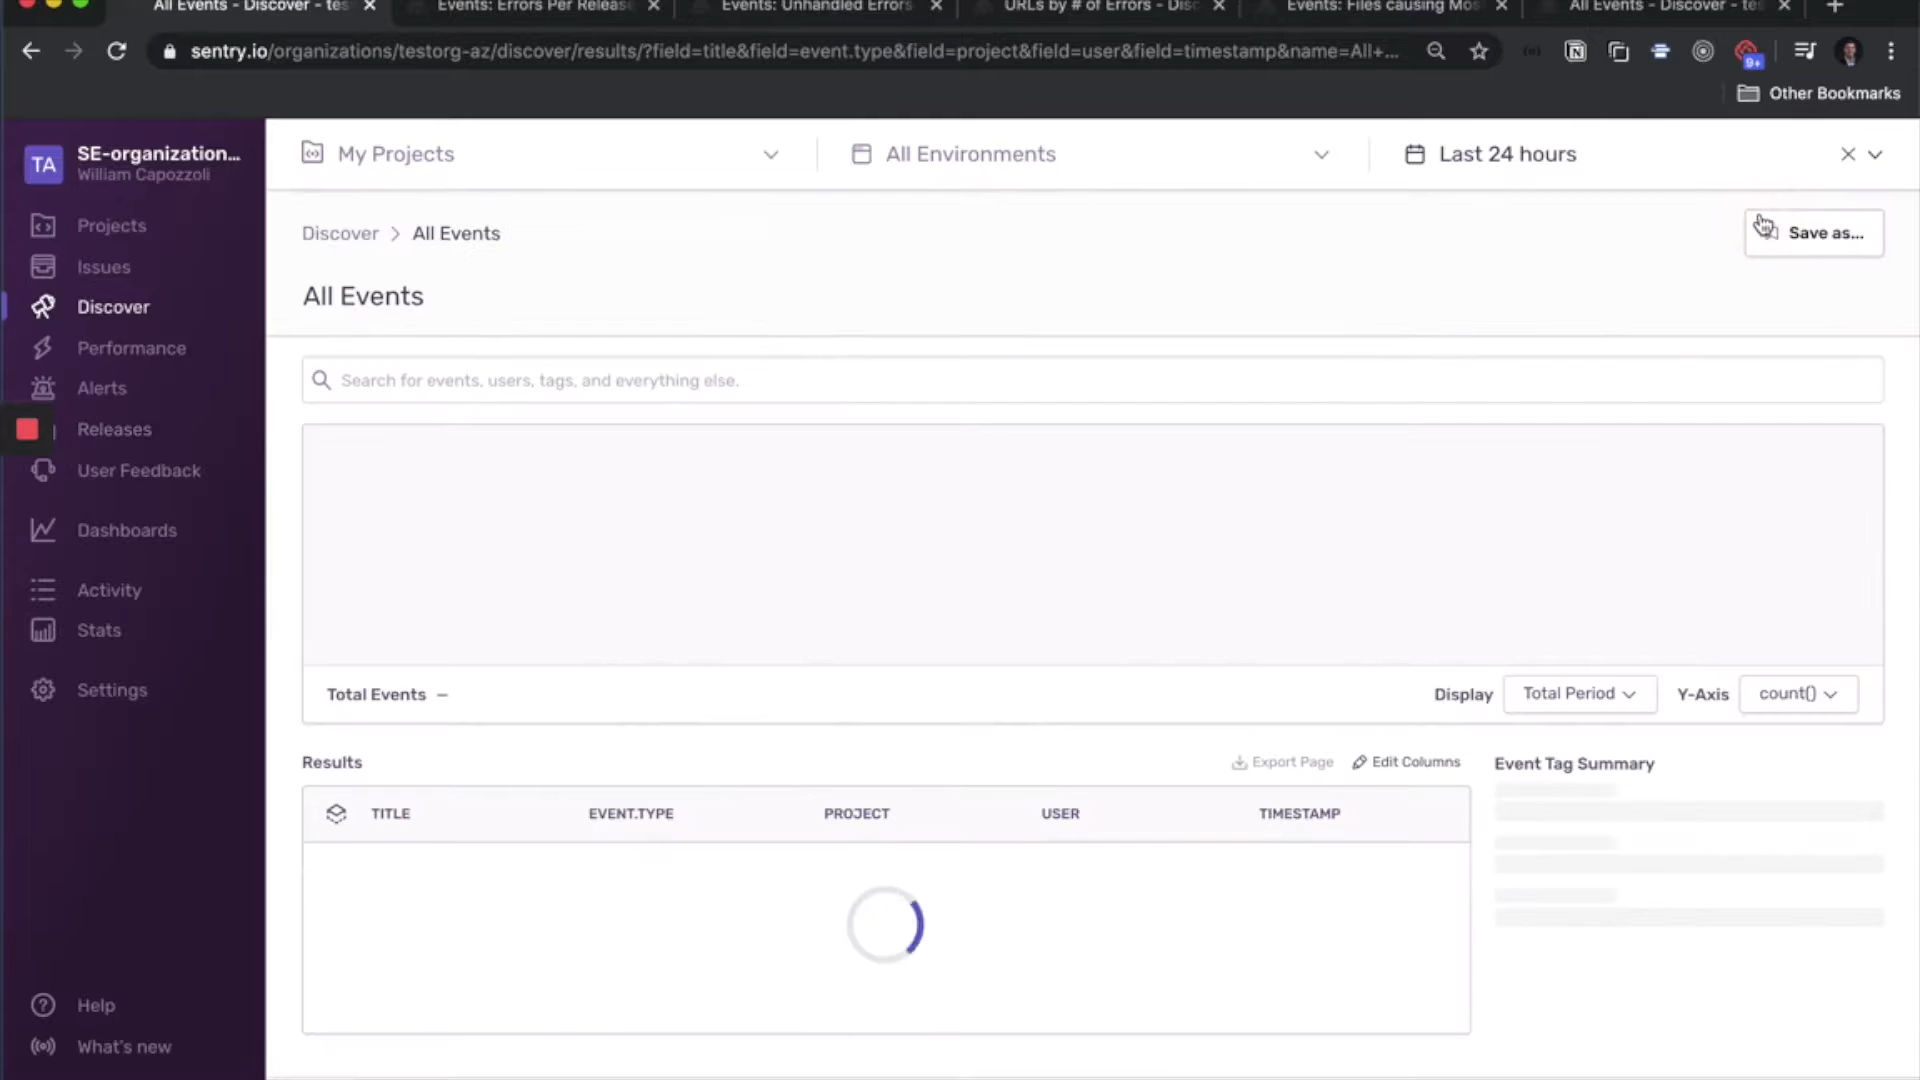 All Events - Discover - tes
Events: Errors Per Release
Events: Unhandled Errors
URLs by # of Errors - Disc
Events: Files causing Mos
All Events - Discover - tes
sentry.io/organizations/testorg-az/discover/results/?field=title&field=event.type&field=project&field=user&field=timestamp&name=All+...
9+
Other Bookmarks
TA
SE-organization...
William Capozzoli
My Projects
All Environments
Last 24 hours
Projects
Issues
Discover
Performance
Alerts
Releases
User Feedback
Dashboards
Activity
Stats
Settings
Help
What's new
Discover > All Events
Save as...
All Events
Search for events, users, tags, and everything else.
Total Events –
Display
Total Period
Y-Axis
count()
Results
Export Page
Edit Columns
Event Tag Summary
TITLE
EVENT.TYPE
PROJECT
USER
TIMESTAMP